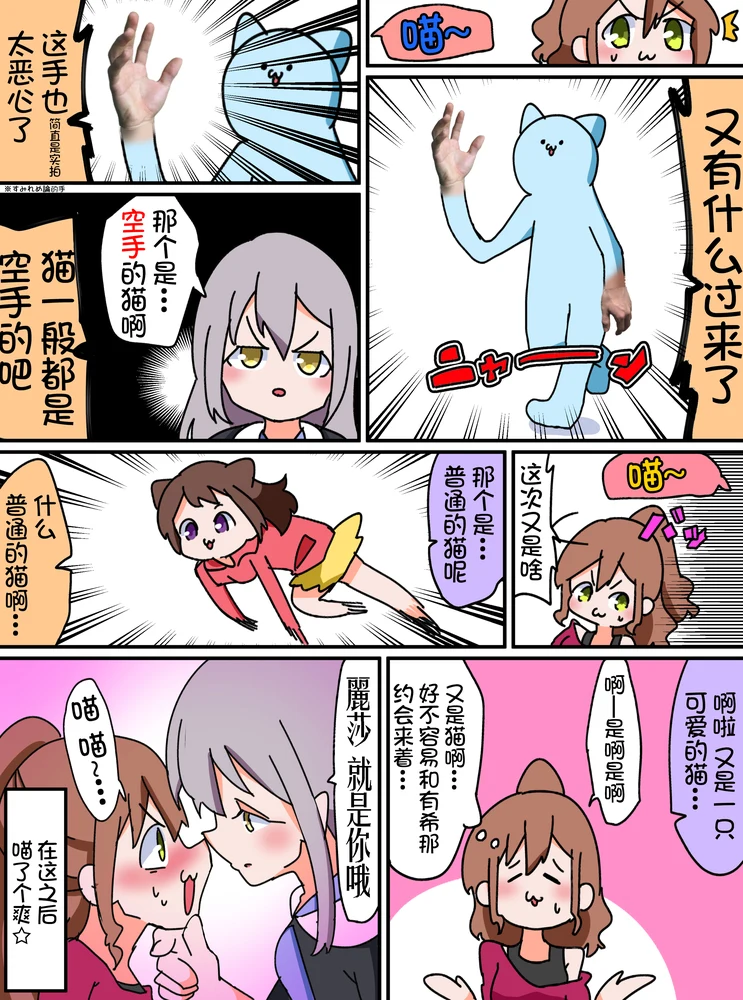 喵~
又有什么过来了
ニャーーン
这手也
简直是实拍
太恶心了
※すみれめ論的手
那个是…
空手
的猫啊
猫一般都是
空手的吧
喵~
バッ
这次又是啥
那个是…
普通的猫呢
什么
普通的猫啊…
啊啦 又是一只
可爱的猫…
啊—是啊是啊
又是猫啊…
好不容易和有希那
约会来着…
麗莎 就是你哦
喵
喵~…
在这之后
喵了个爽☆